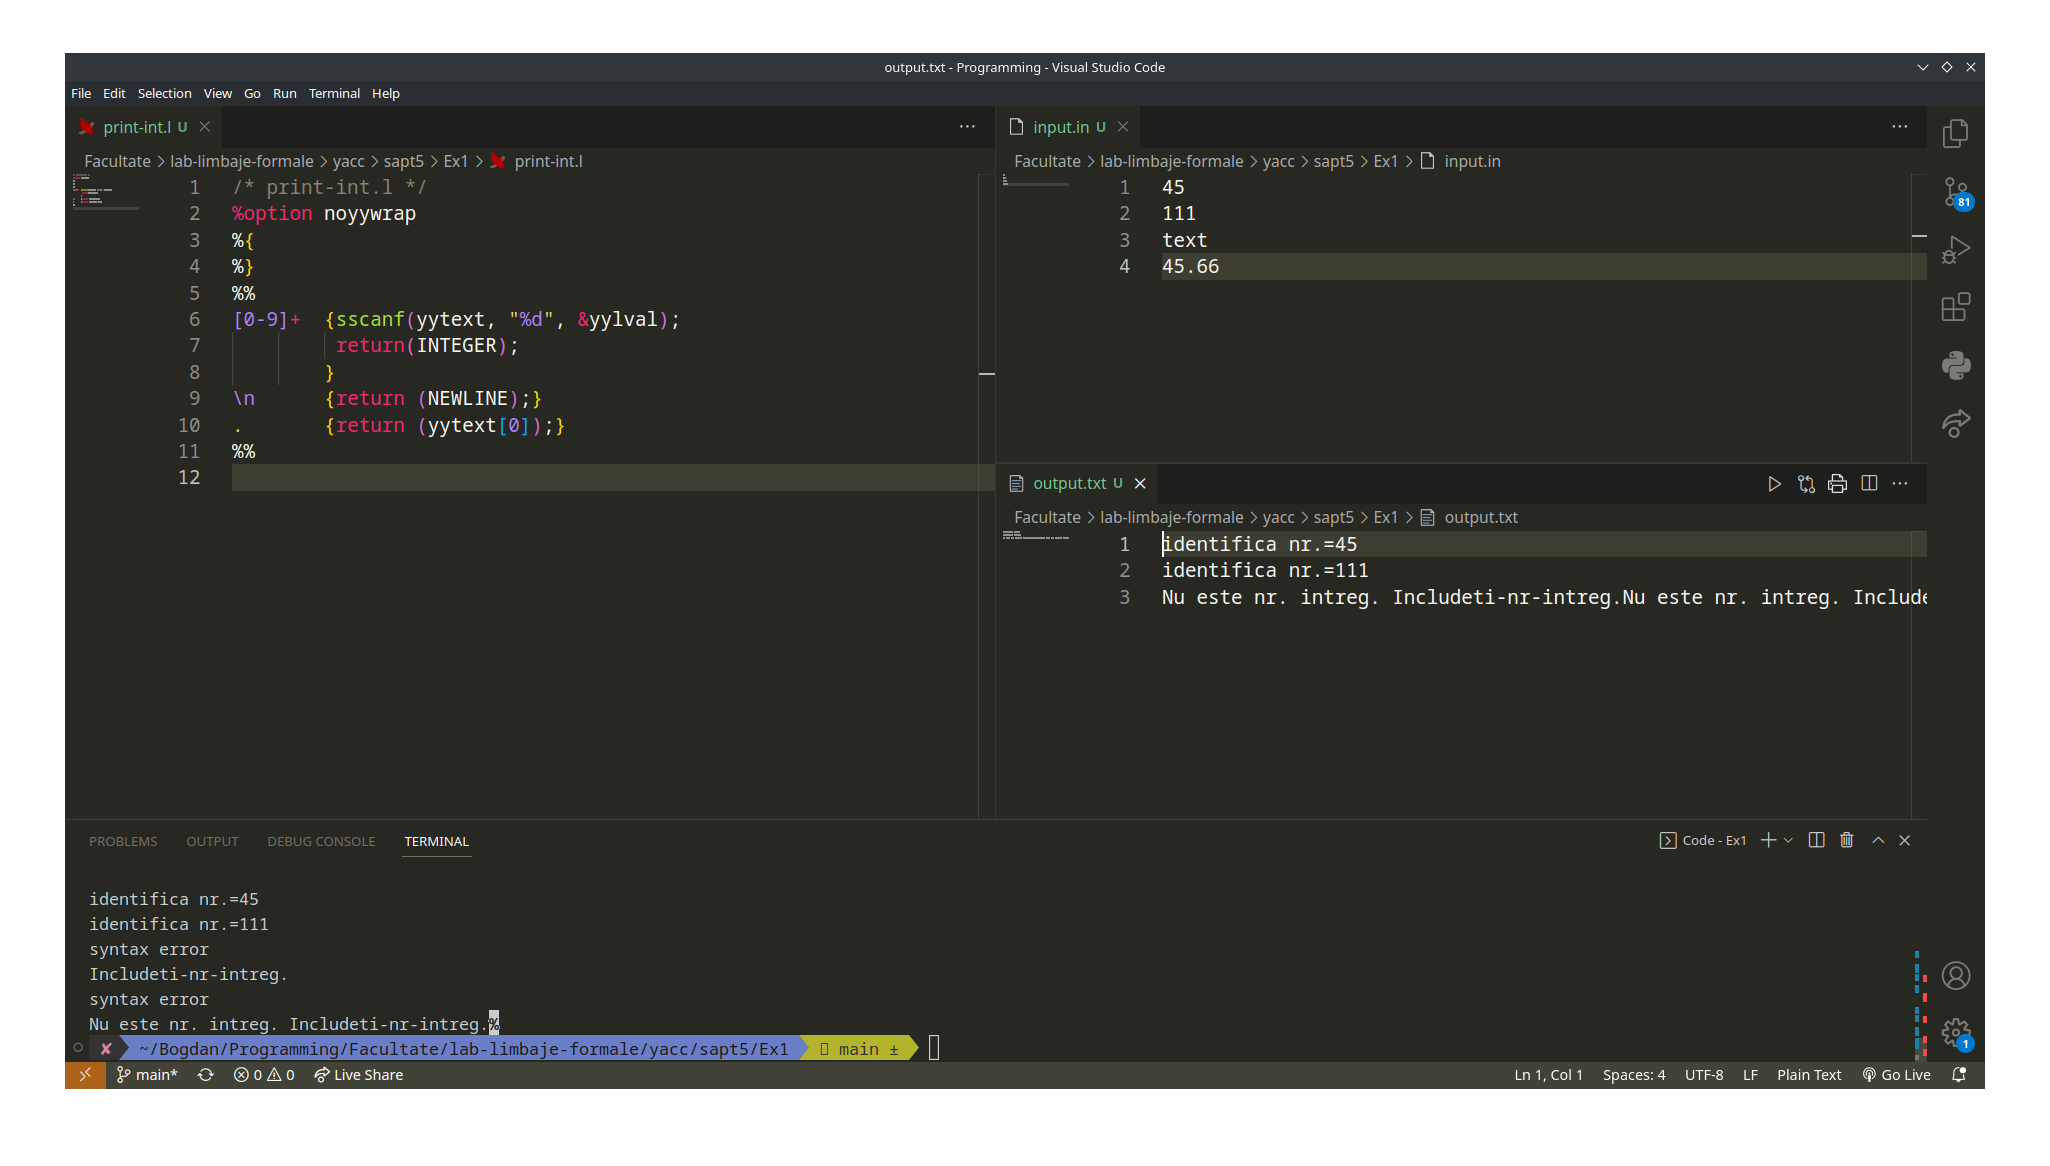 output.txt - Programming - Visual Studio Code
File Edit Selection View Go Run Terminal Help
print-int.l U
Facultate > lab-limbaje-formale > yacc > sapt5 > Ex1 > print-int.l
1 /* print-int.l */
2 %option noyywrap
3 %{
4 %}
5 %%
6 [0-9]+ {sscanf(yytext, "%d", &yylval);
7 return(INTEGER);
8 }
9 \n {return (NEWLINE);}
10 . {return (yytext[0]);}
11 %%
12
input.in U
Facultate > lab-limbaje-formale > yacc > sapt5 > Ex1 > input.in
1 45
2 111
3 text
4 45.66
output.txt U
Facultate > lab-limbaje-formale > yacc > sapt5 > Ex1 > output.txt
1 identifica nr.=45
2 identifica nr.=111
3 Nu este nr. intreg. Includeti-nr-intreg.Nu este nr. intreg. Include
81
PROBLEMS OUTPUT DEBUG CONSOLE TERMINAL
Code - Ex1
identifica nr.=45
identifica nr.=111
syntax error
Includeti-nr-intreg.
syntax error
Nu este nr. intreg. Includeti-nr-intreg.%
✘ ~/Bogdan/Programming/Facultate/lab-limbaje-formale/yacc/sapt5/Ex1 main ±
1
main* 0 0 Live Share
Ln 1, Col 1 Spaces: 4 UTF-8 LF Plain Text Go Live